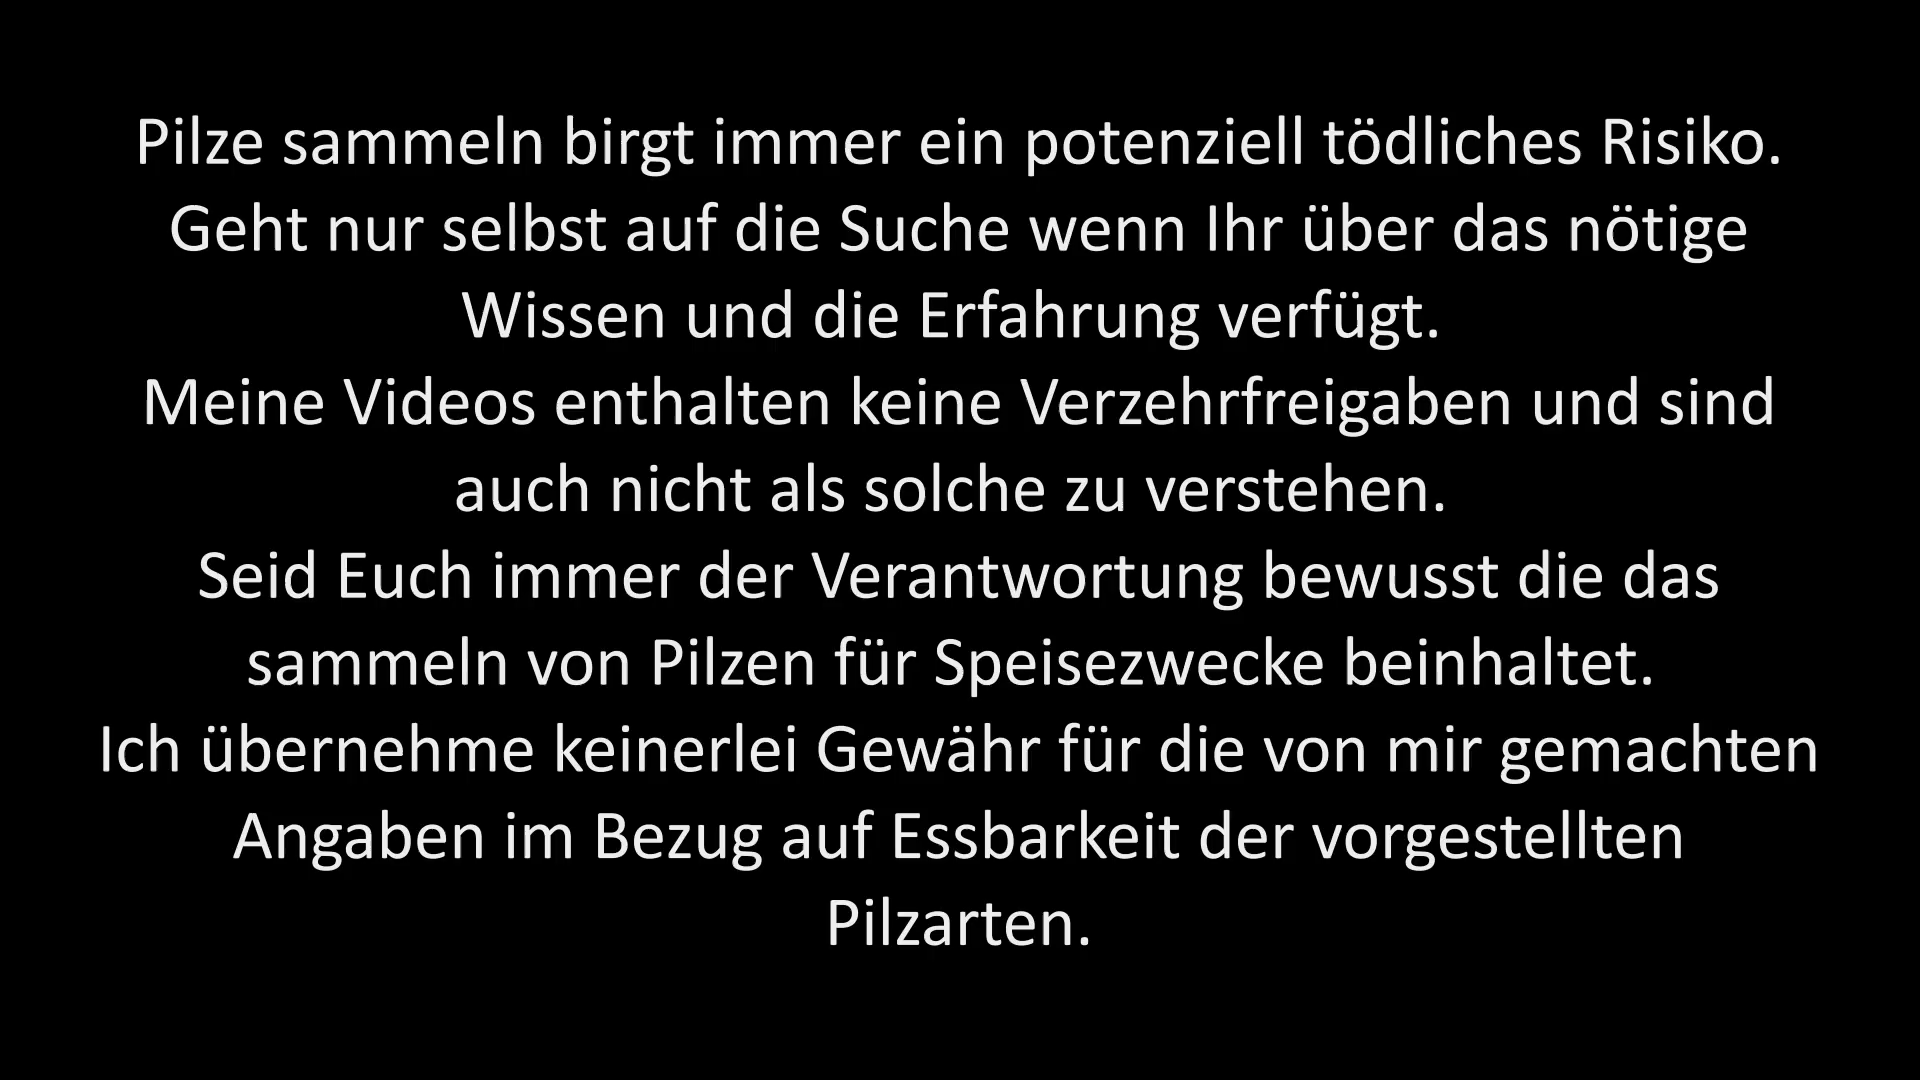 Pilze sammeln birgt immer ein potenziell tödliches Risiko.
Geht nur selbst auf die Suche wenn Ihr über das nötige
Wissen und die Erfahrung verfügt.
Meine Videos enthalten keine Verzehrfreigaben und sind
auch nicht als solche zu verstehen.
Seid Euch immer der Verantwortung bewusst die das
sammeln von Pilzen für Speisezwecke beinhaltet.
Ich übernehme keinerlei Gewähr für die von mir gemachten
Angaben im Bezug auf Essbarkeit der vorgestellten
Pilzarten.